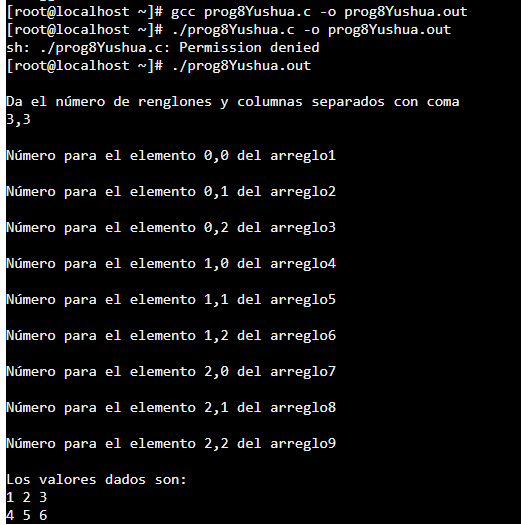 [root@localhost ~]# gcc prog8Yushua.c -o prog8Yushua.out
[root@localhost ~]# ./prog8Yushua.c -o prog8Yushua.out
sh: ./prog8Yushua.c: Permission denied
[root@localhost ~]# ./prog8Yushua.out
Da el número de renglones y columnas separados con coma
3,3
Número para el elemento 0,0 del arreglo1
Número para el elemento 0,1 del arreglo2
Número para el elemento 0,2 del arreglo3
Número para el elemento 1,0 del arreglo4
Número para el elemento 1,1 del arreglo5
Número para el elemento 1,2 del arreglo6
Número para el elemento 2,0 del arreglo7
Número para el elemento 2,1 del arreglo8
Número para el elemento 2,2 del arreglo9
Los valores dados son:
1 2 3
4 5 6